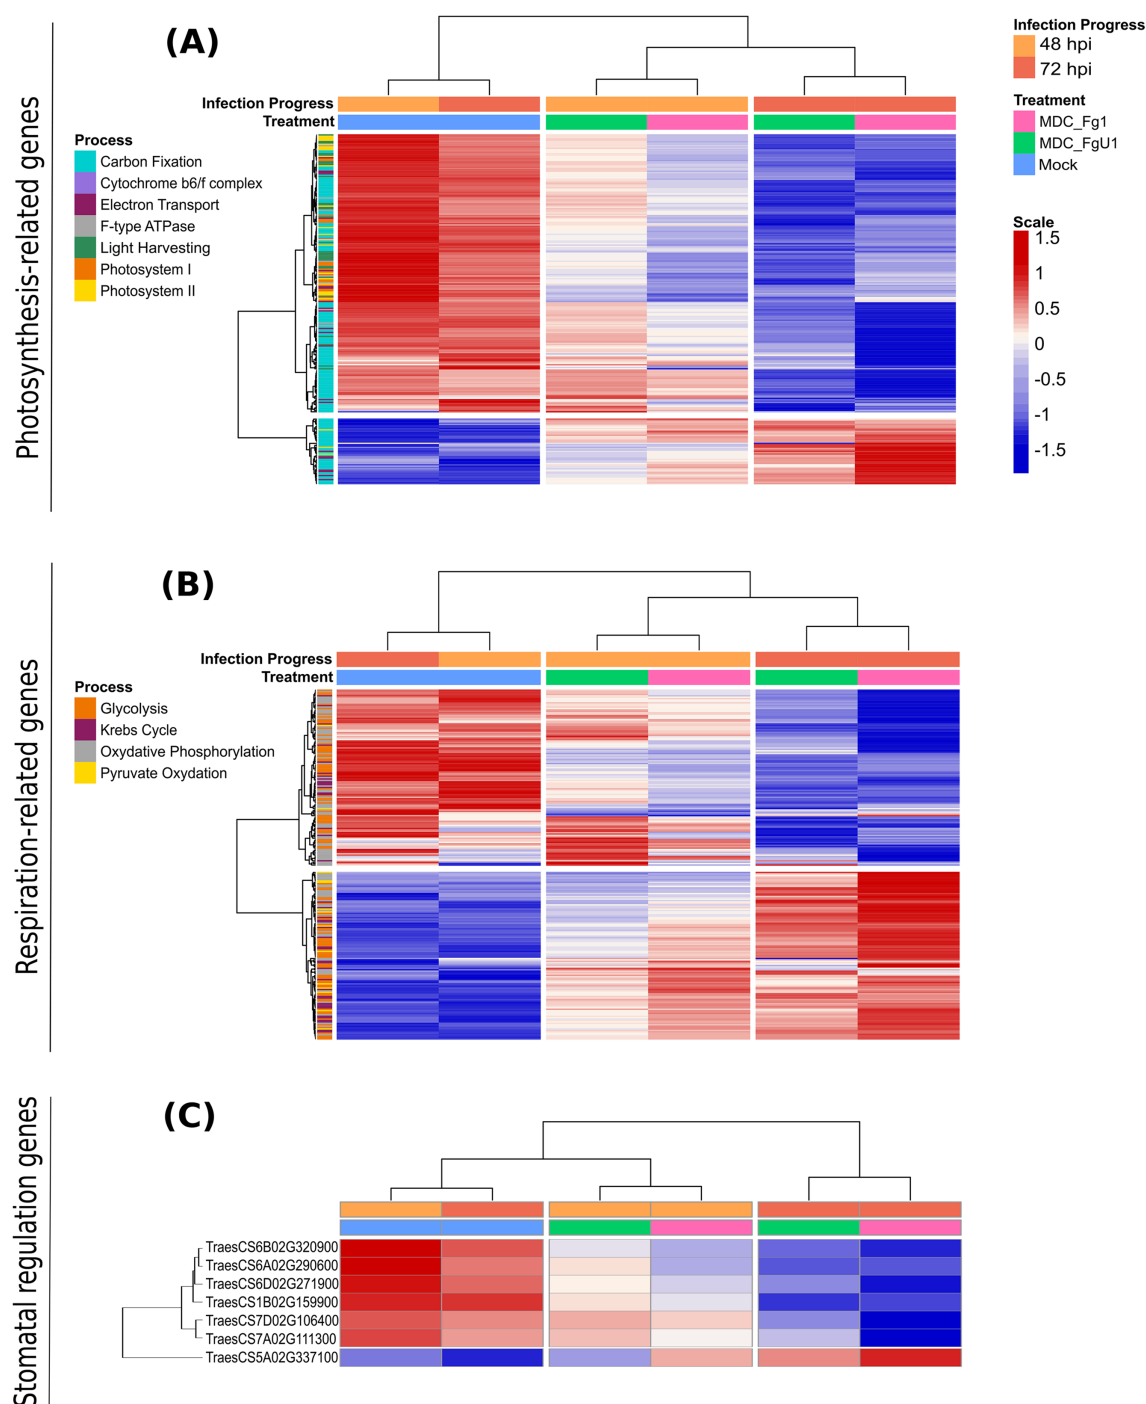 Photosynthesis-related genes
(A)
Infection Progress
Treatment
Process
Carbon Fixation
Cytochrome b6/f complex
Electron Transport
F-type ATPase
Light Harvesting
Photosystem I
Photosystem II
Infection Progress
48 hpi
72 hpi
Treatment
MDC_Fg1
MDC_FgU1
Mock
Scale
1.5
1
0.5
0
-0.5
-1
-1.5
Respiration-related genes
(B)
Infection Progress
Treatment
Process
Glycolysis
Krebs Cycle
Oxydative Phosphorylation
Pyruvate Oxydation
Stomatal regulation genes
(C)
TraesCS6B02G320900
TraesCS6A02G290600
TraesCS6D02G271900
TraesCS1B02G159900
TraesCS7D02G106400
TraesCS7A02G111300
TraesCS5A02G337100